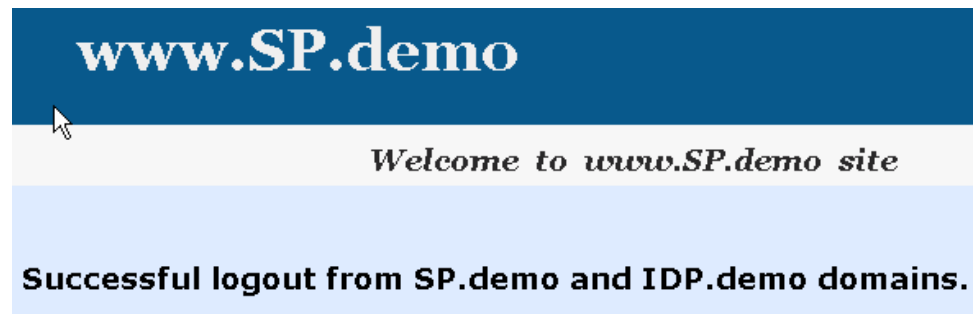 www.SP.demo
Welcome to www.SP.demo site
Successful logout from SP.demo and IDP.demo domains.